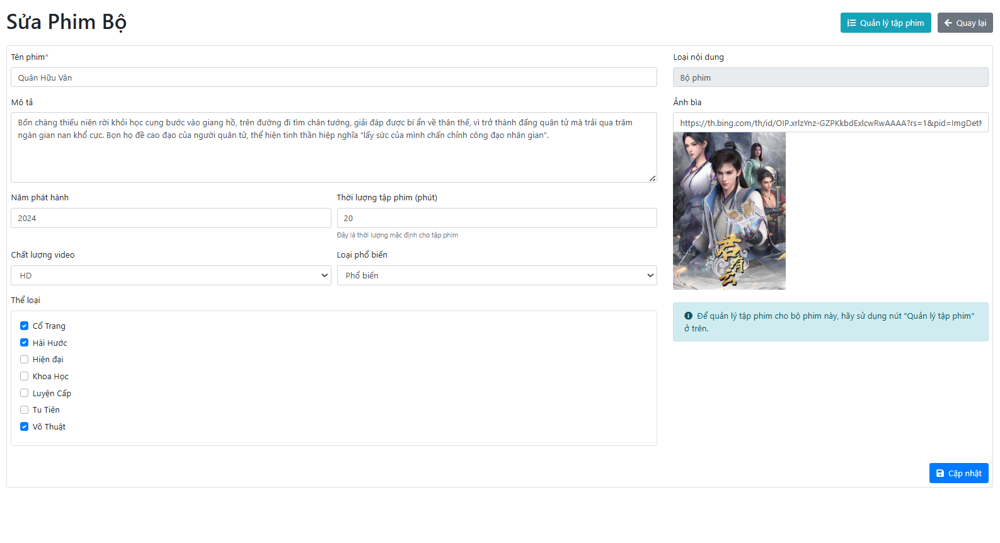 Sửa Phim Bộ
Quản lý tập phim
Quay lại
Tên phim*
Quân Hữu Vân
Mô tả
Bốn chàng thiếu niên rời khỏi học cung bước vào giang hồ, trên đường đi tìm chân tướng, giải đáp được bí ẩn về thân thế, vì trở thành đấng quân tử mà trải qua trăm
ngàn gian nan khổ cực. Bọn họ đề cao đạo của người quân tử, thể hiện tinh thần hiệp nghĩa “lấy sức của mình chấn chỉnh công đạo nhân gian”.
Năm phát hành
2024
Thời lượng tập phim (phút)
20
Đây là thời lượng mặc định cho tập phim
Chất lượng video
HD
Loại phổ biến
Phổ biến
Thể loại
Cổ Trang
Hài Hước
Hiện đại
Khoa Học
Luyện Cấp
Tu Tiên
Võ Thuật
Loại nội dung
Bộ phim
Ảnh bìa
https://th.bing.com/th/id/OIP.xrlzYnz-GZPKkbdExlcwRwAAAA?rs=1&pid=ImgDetM
君
有
云
Để quản lý tập phim cho bộ phim này, hãy sử dụng nút "Quản lý tập phim"
ở trên.
Cập nhật